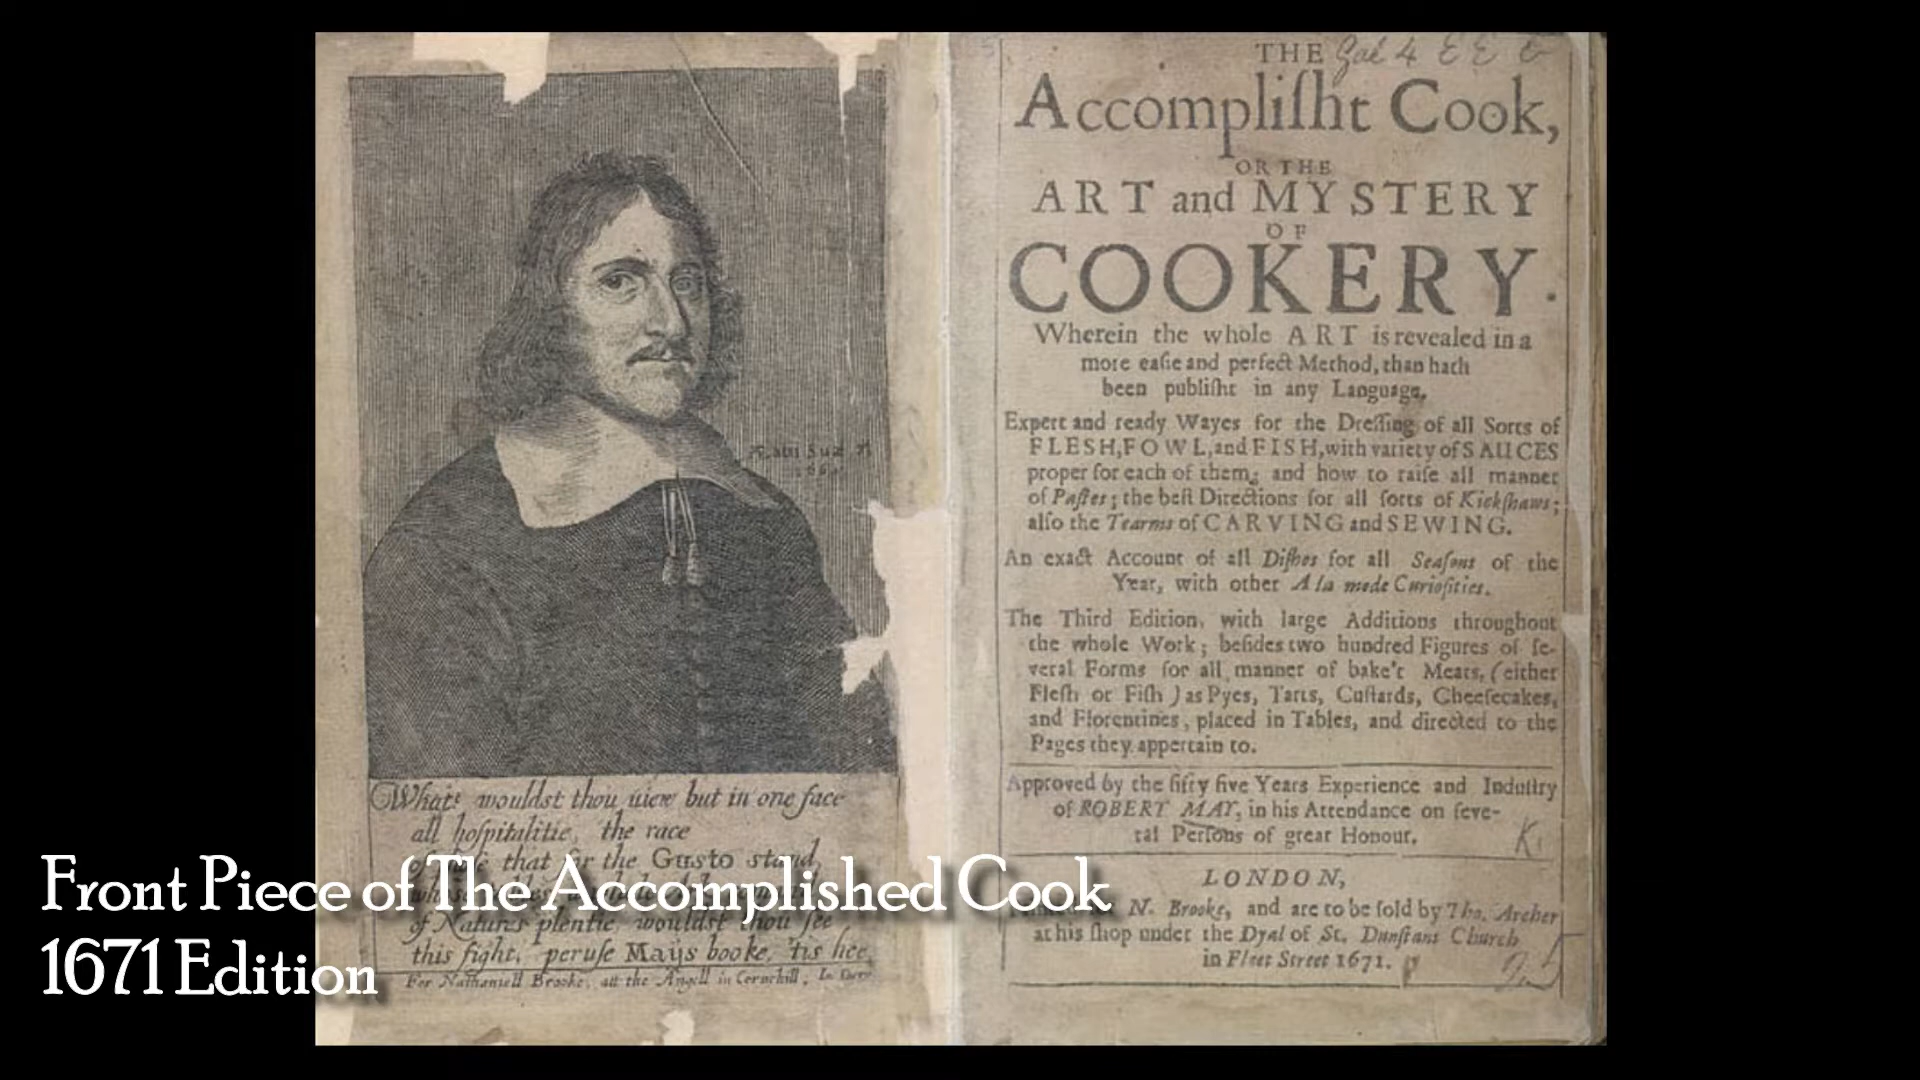 What! wouldst thou view but in one face
all hospitalitie, the race
of those that for the Gusto stand,
of Natures plentie, wouldst thou see
this sight, peruse Maijs booke, 'tis hee.
For Nathaniell Brooke, att the Angell in Cornehill,
THE
Accompliſht Cook,
OR THE
ART and MYSTERY
OF
COOKERY.
Wherein the whole ART is revealed in a
more eaſie and perfect Method, than hath
been publiſht in any Language.
Expert and ready Wayes for the Dreſſing of all Sorts of
FLESH, FOWL, and FISH, with variety of SAUCES
proper for each of them; and how to raiſe all manner
of Paſtes; the beſt Directions for all ſorts of Kickſhaws;
alſo the Tearms of CARVING and SEWING.
An exact Account of all Diſhes for all Seaſons of the
Year, with other A la mode Curioſities.
The Third Edition, with large Additions throughout
the whole Work; beſides two hundred Figures of ſe-
veral Forms for all manner of bake't Meats, (either
Fleſh or Fiſh) as Pyes, Tarts, Cuſtards, Cheeſecakes,
and Florentines, placed in Tables, and directed to the
Pages they appertain to.
Approved by the fifty five Years Experience and Induſtry
of ROBERT MAY, in his Attendance on ſeve-
ral Perſons of great Honour.
LONDON,
N. Brooke, and are to be ſold by Tho. Archer
at his ſhop under the Dyal of St. Dunſtans Church
in Fleet Street 1671.
Front Piece of The Accomplished Cook
1671 Edition